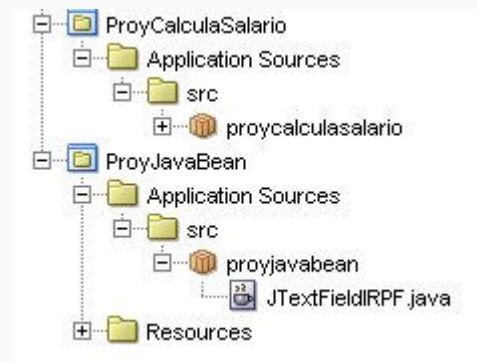 ProyCalculaSalario
Application Sources
src
proycalculasalario
ProyJavaBean
Application Sources
src
proyjavabean
JTextFieldIRPF.java
Resources